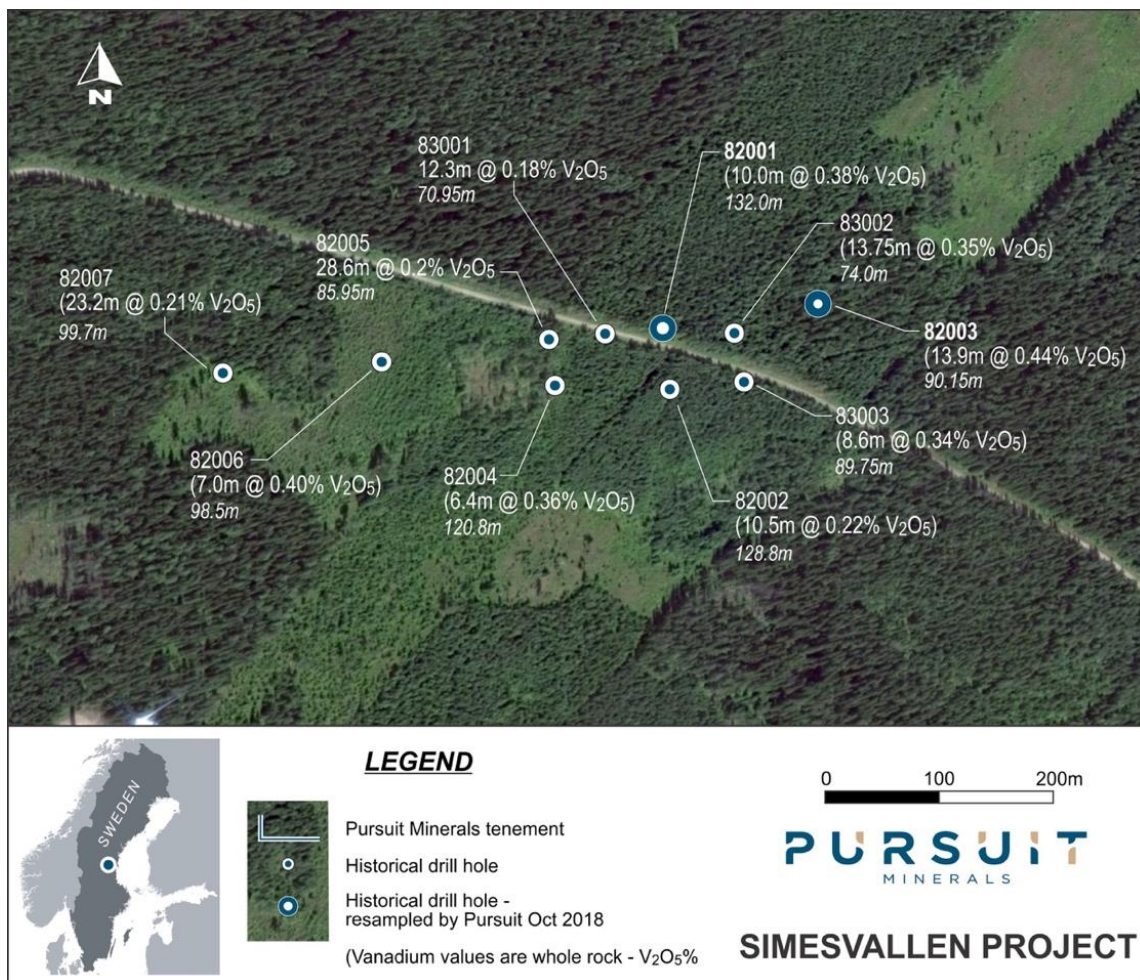 N
83001
12.3m @ 0.18% V₂O₅
70.95m
82001
(10.0m @ 0.38% V₂O₅)
132.0m
83002
(13.75m @ 0.35% V₂O₅)
74.0m
82005
28.6m @ 0.2% V₂O₅
85.95m
82007
(23.2m @ 0.21% V₂O₅)
99.7m
82003
(13.9m @ 0.44% V₂O₅)
90.15m
83003
(8.6m @ 0.34% V₂O₅)
89.75m
82006
(7.0m @ 0.40% V₂O₅)
98.5m
82004
(6.4m @ 0.36% V₂O₅)
120.8m
82002
(10.5m @ 0.22% V₂O₅)
128.8m
SWEDEN
LEGEND
Pursuit Minerals tenement
Historical drill hole
Historical drill hole -
resampled by Pursuit Oct 2018
(Vanadium values are whole rock - V₂O₅%
0 100 200m
PURSUIT
MINERALS
SIMESVALLEN PROJECT